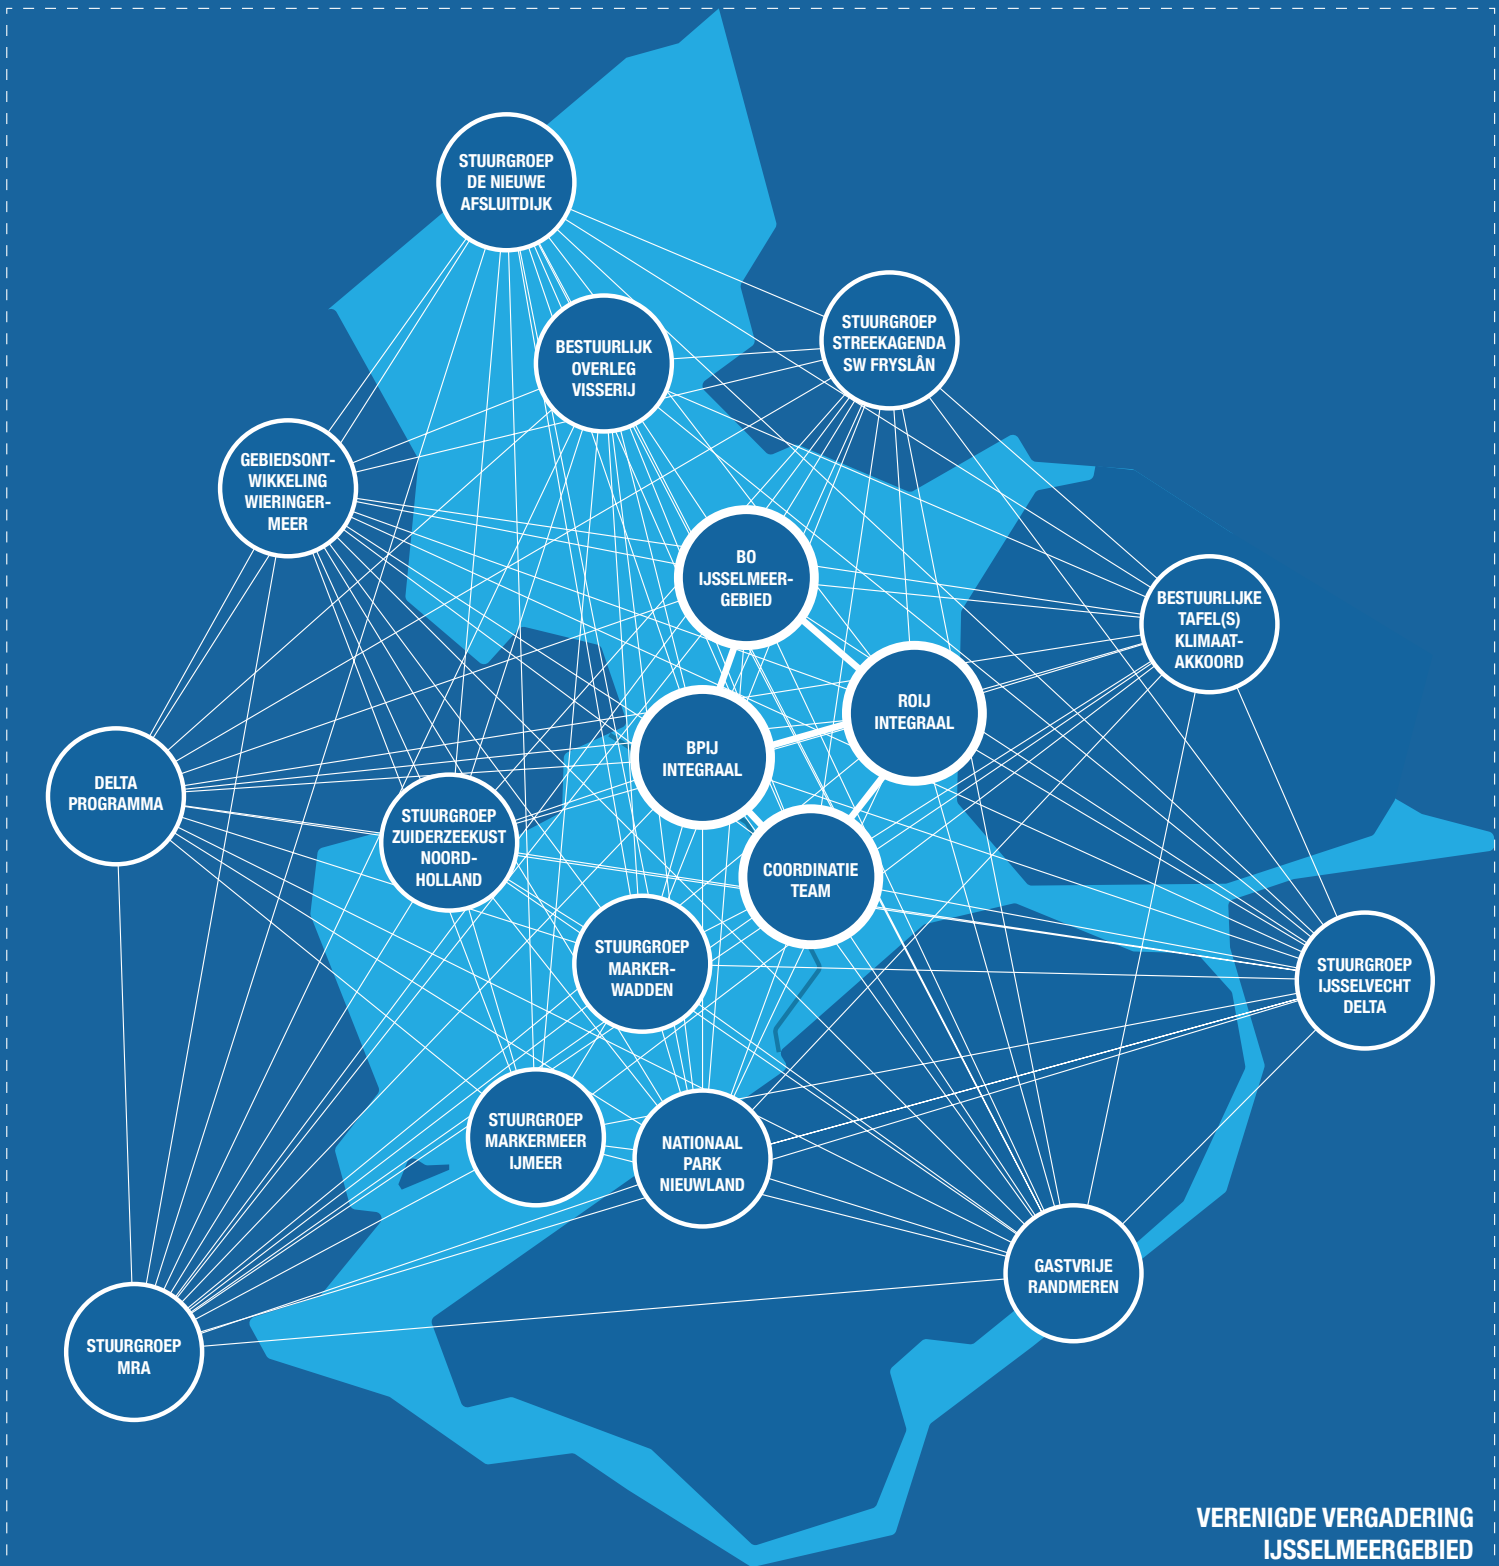 STUURGROEP
DE NIEUWE
AFSLUITDIJK
STUURGROEP
STREEKAGENDA
SW FRYSLÂN
BESTUURLIJK
OVERLEG
VISSERIJ
GEBIEDSONT-
WIKKELING
WIERINGER-
MEER
BO
IJSSELMEER-
GEBIED
BESTUURLIJKE
TAFEL(S)
KLIMAAT-
AKKOORD
ROIJ
INTEGRAAL
BPIJ
INTEGRAAL
DELTA
PROGRAMMA
STUURGROEP
ZUIDERZEEKUST
NOORD-
HOLLAND
COORDINATIE
TEAM
STUURGROEP
MARKER-
WADDEN
STUURGROEP
IJSSELVECHT
DELTA
STUURGROEP
MARKERMEER
IJMEER
NATIONAAL
PARK
NIEUWLAND
GASTVRIJE
RANDMEREN
STUURGROEP
MRA
VERENIGDE VERGADERING
IJSSELMEERGEBIED